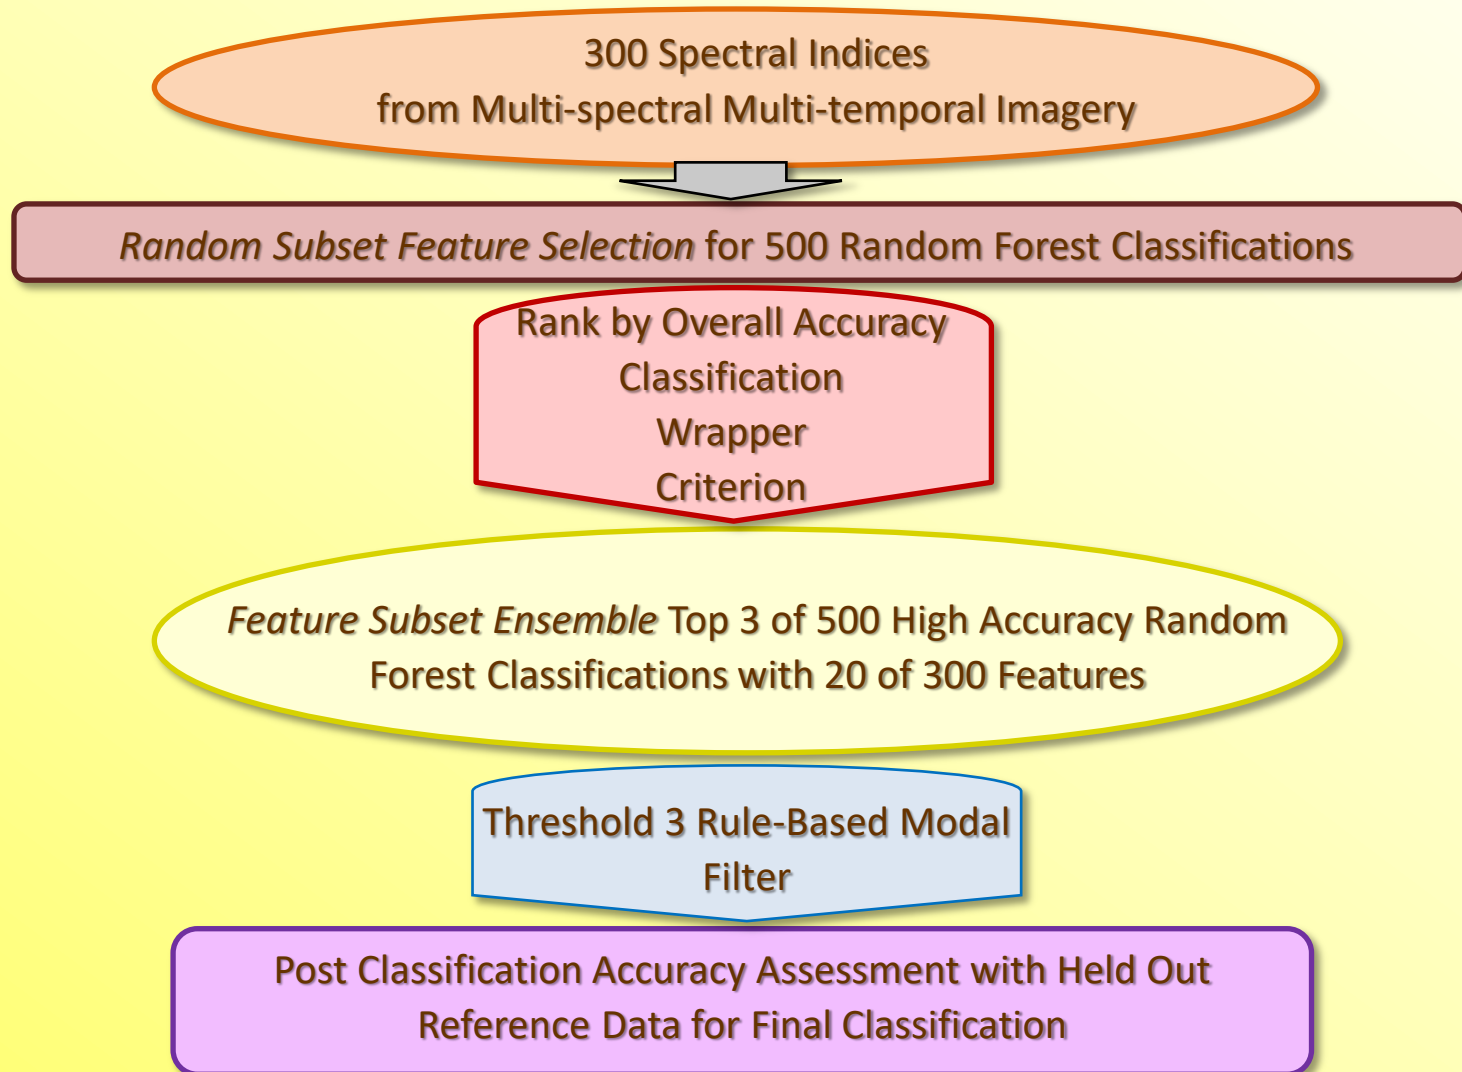 300 Spectral Indices
from Multi-spectral Multi-temporal Imagery
Random Subset Feature Selection for 500 Random Forest Classifications
Rank by Overall Accuracy
Classification
Wrapper
Criterion
Feature Subset Ensemble Top 3 of 500 High Accuracy Random
Forest Classifications with 20 of 300 Features
Threshold 3 Rule-Based Modal
Filter
Post Classification Accuracy Assessment with Held Out
Reference Data for Final Classification